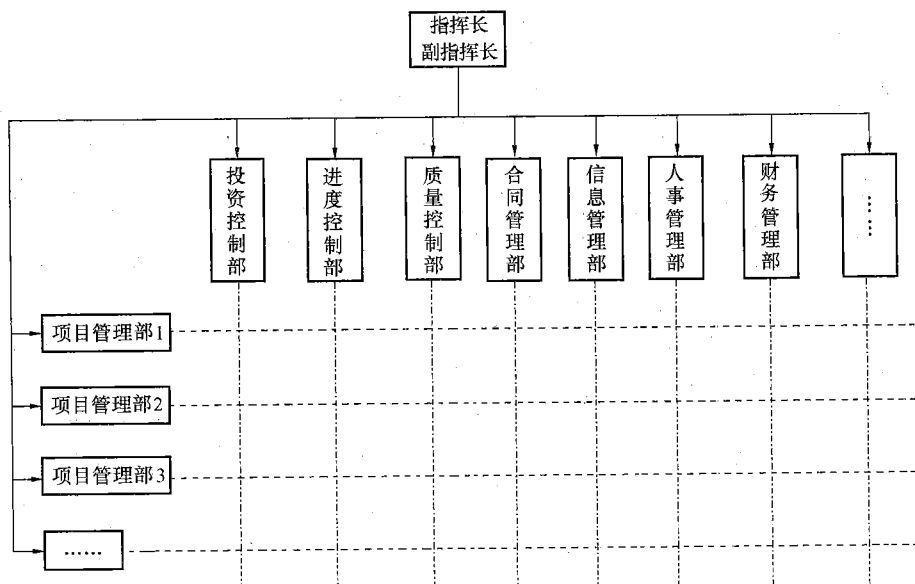 指挥长
副指挥长
投资控制部
进度控制部
质量控制部
合同管理部
信息管理部
人事管理部
财务管理部
……
项目管理部1
项目管理部2
项目管理部3
……